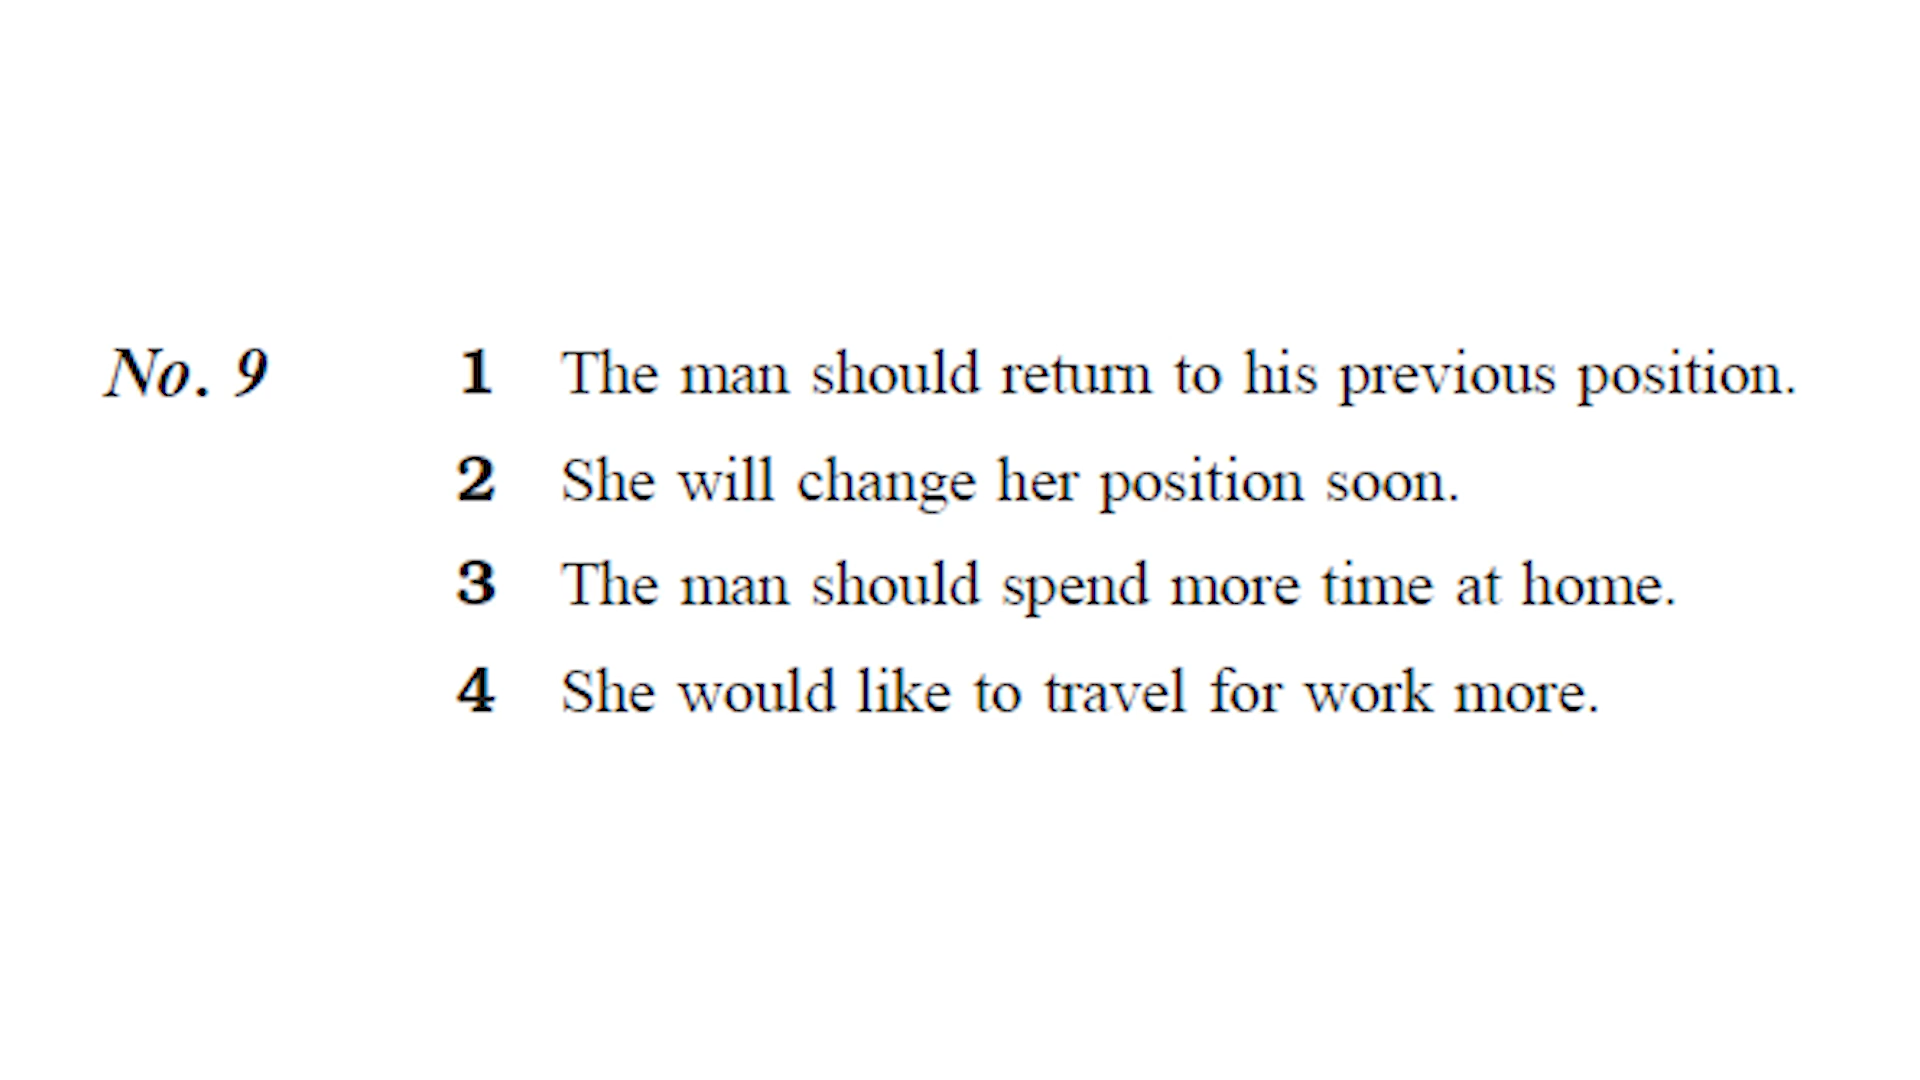 No. 9 1 The man should return to his previous position.
2 She will change her position soon.
3 The man should spend more time at home.
4 She would like to travel for work more.